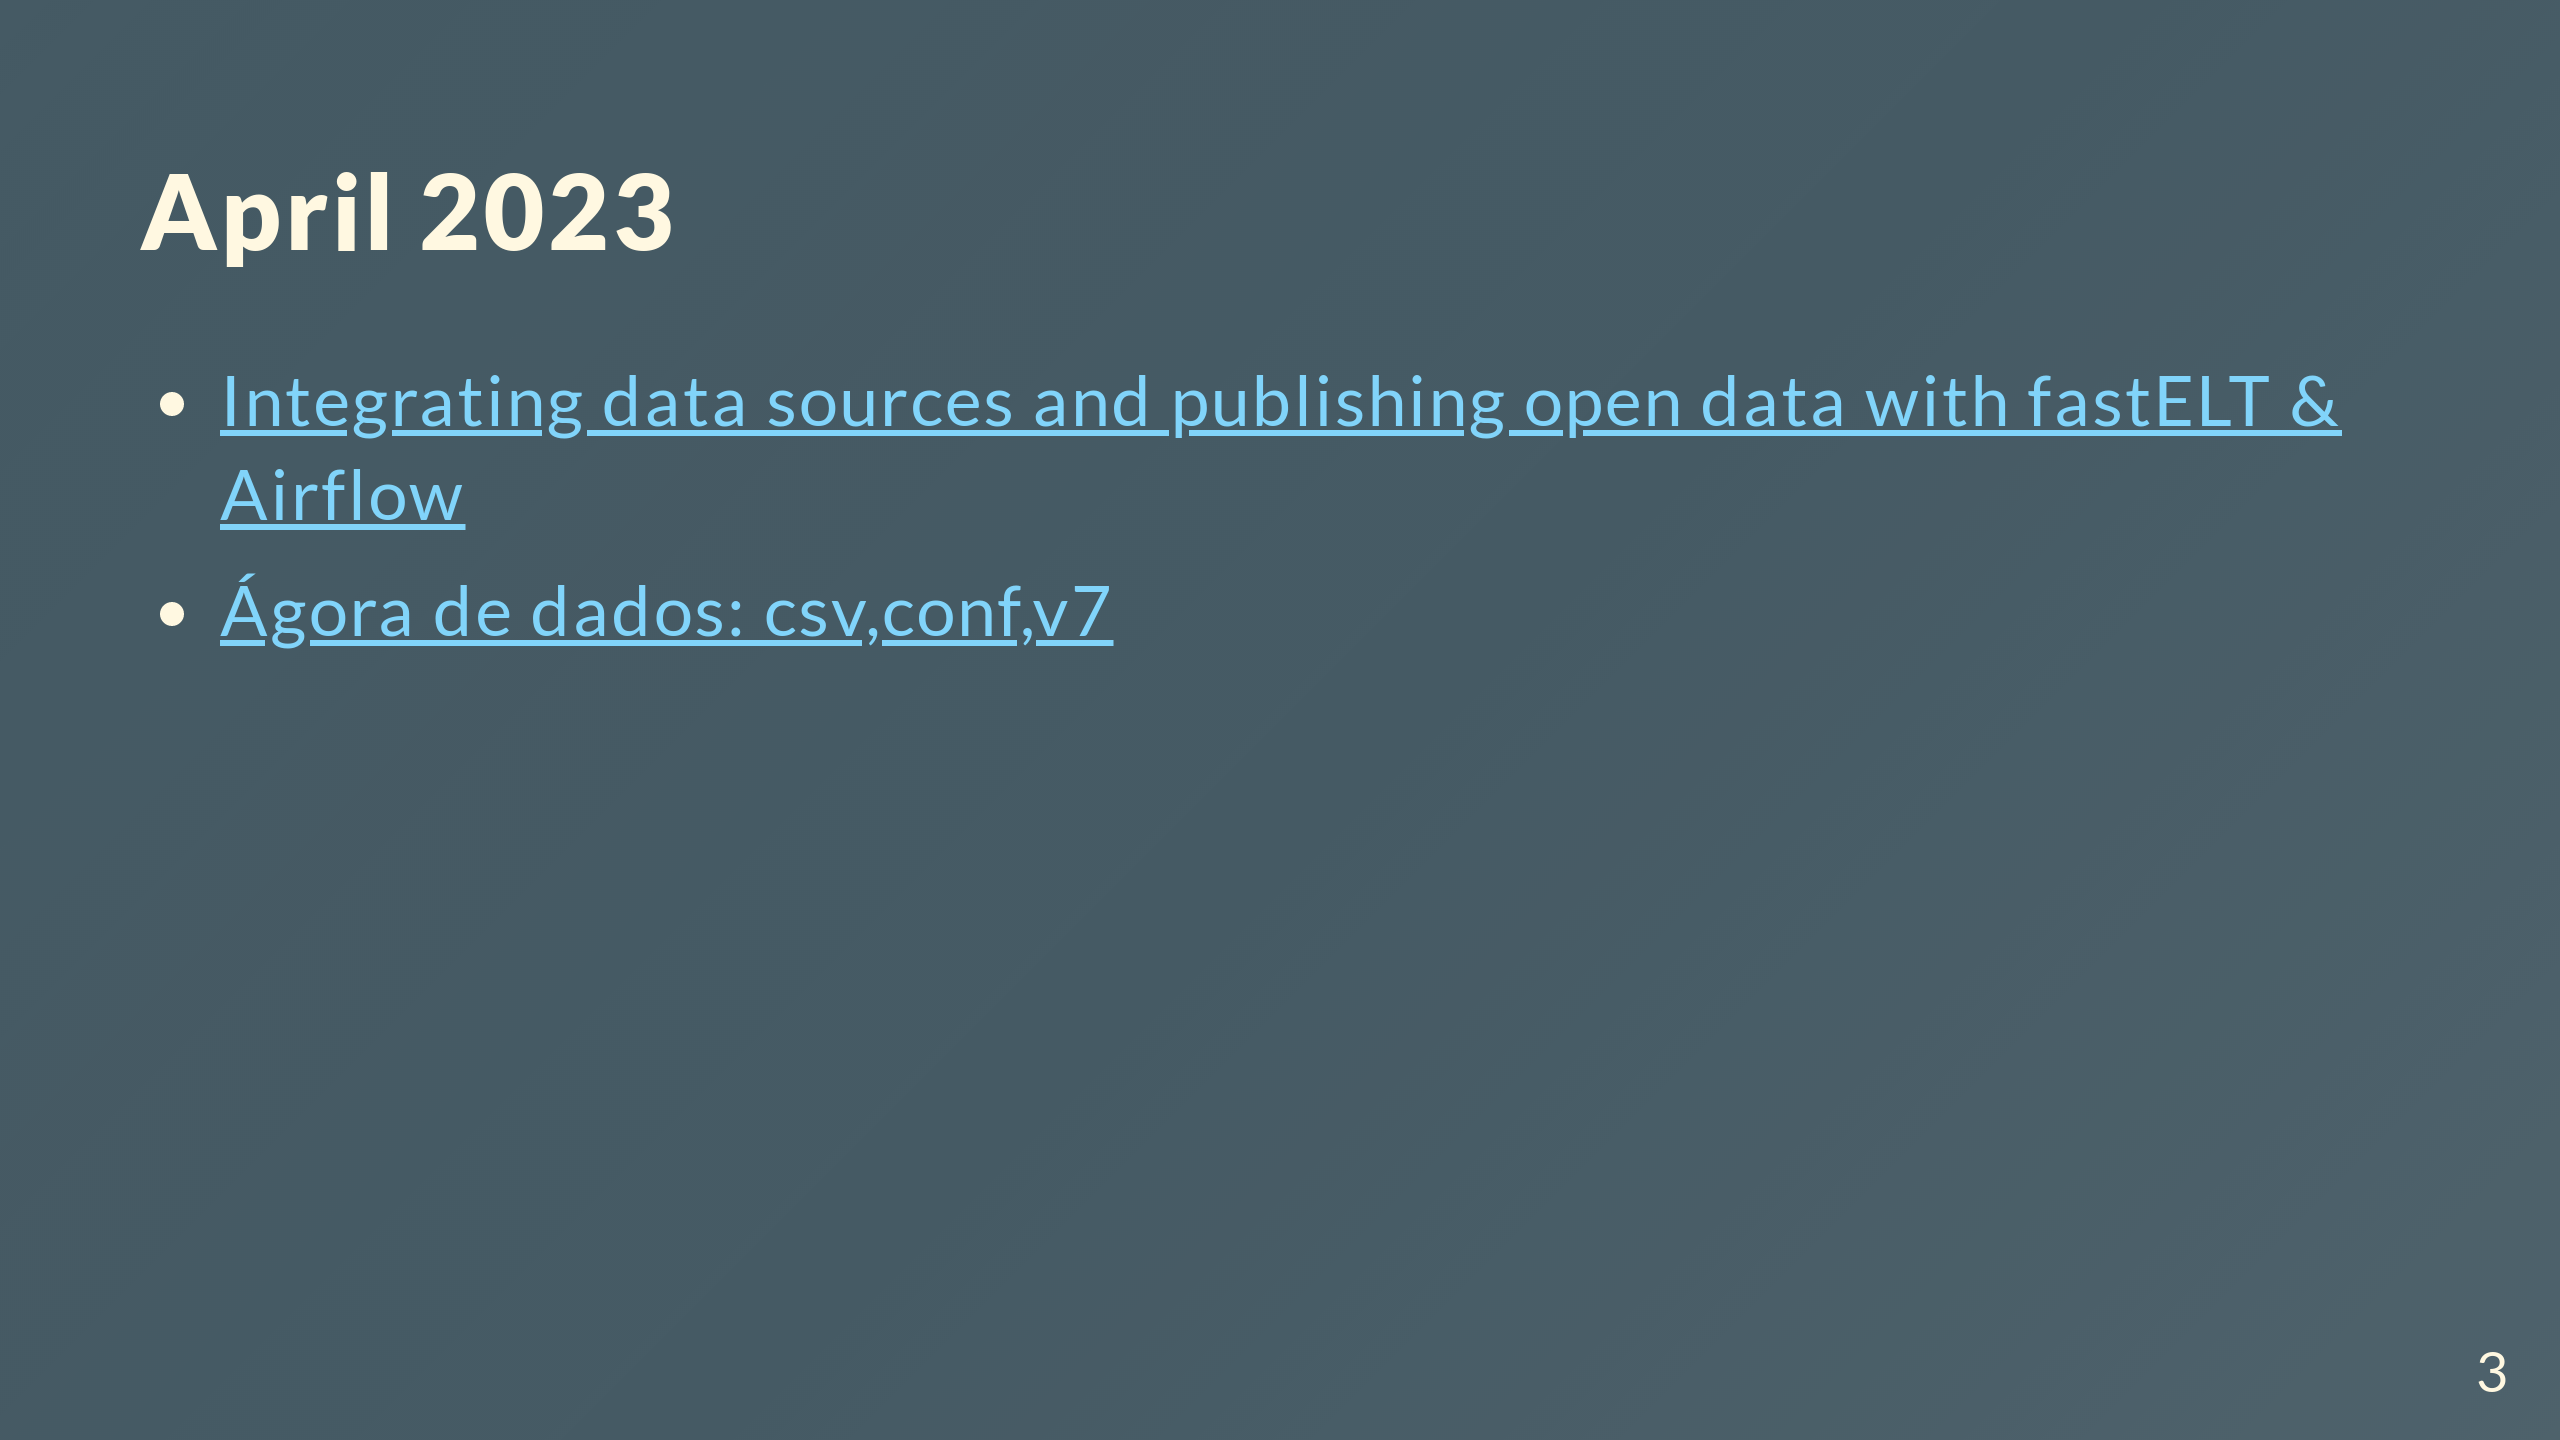 April 2023
Integrating data sources and publishing open data with fastELT &
Airflow
Ágora de dados: csv,conf,v7
3